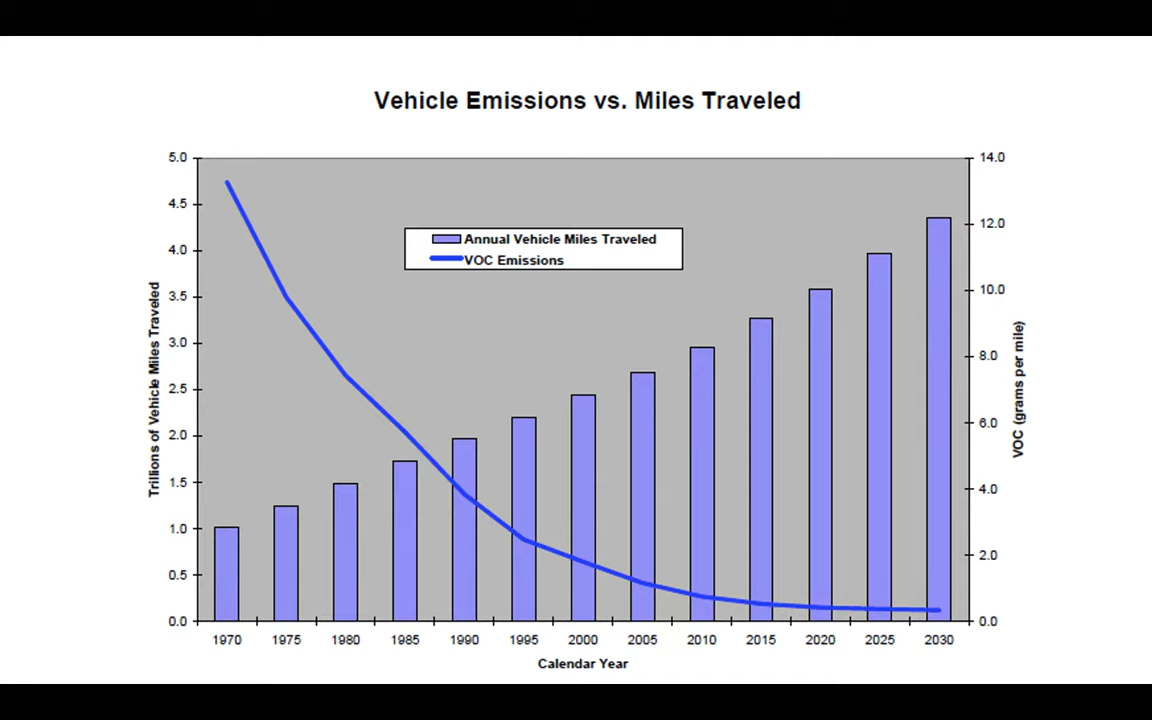 Vehicle Emissions vs. Miles Traveled
5.0
4.5
4.0
3.5
3.0
2.5
2.0
1.5
1.0
0.5
0.0
Trillions of Vehicle Miles Traveled
Annual Vehicle Miles Traveled
VOC Emissions
14.0
12.0
10.0
8.0
6.0
4.0
2.0
0.0
VOC (grams per mile)
1970 1975 1980 1985 1990 1995 2000 2005 2010 2015 2020 2025 2030
Calendar Year